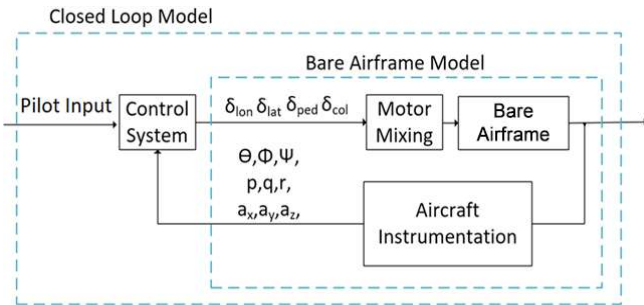 Closed Loop Model
Bare Airframe Model
Pilot Input
Control
System
δlon δlat δped δcol
Motor
Mixing
Bare
Airframe
Θ,Φ,Ψ,
p,q,r,
ax,ay,az,
Aircraft
Instrumentation